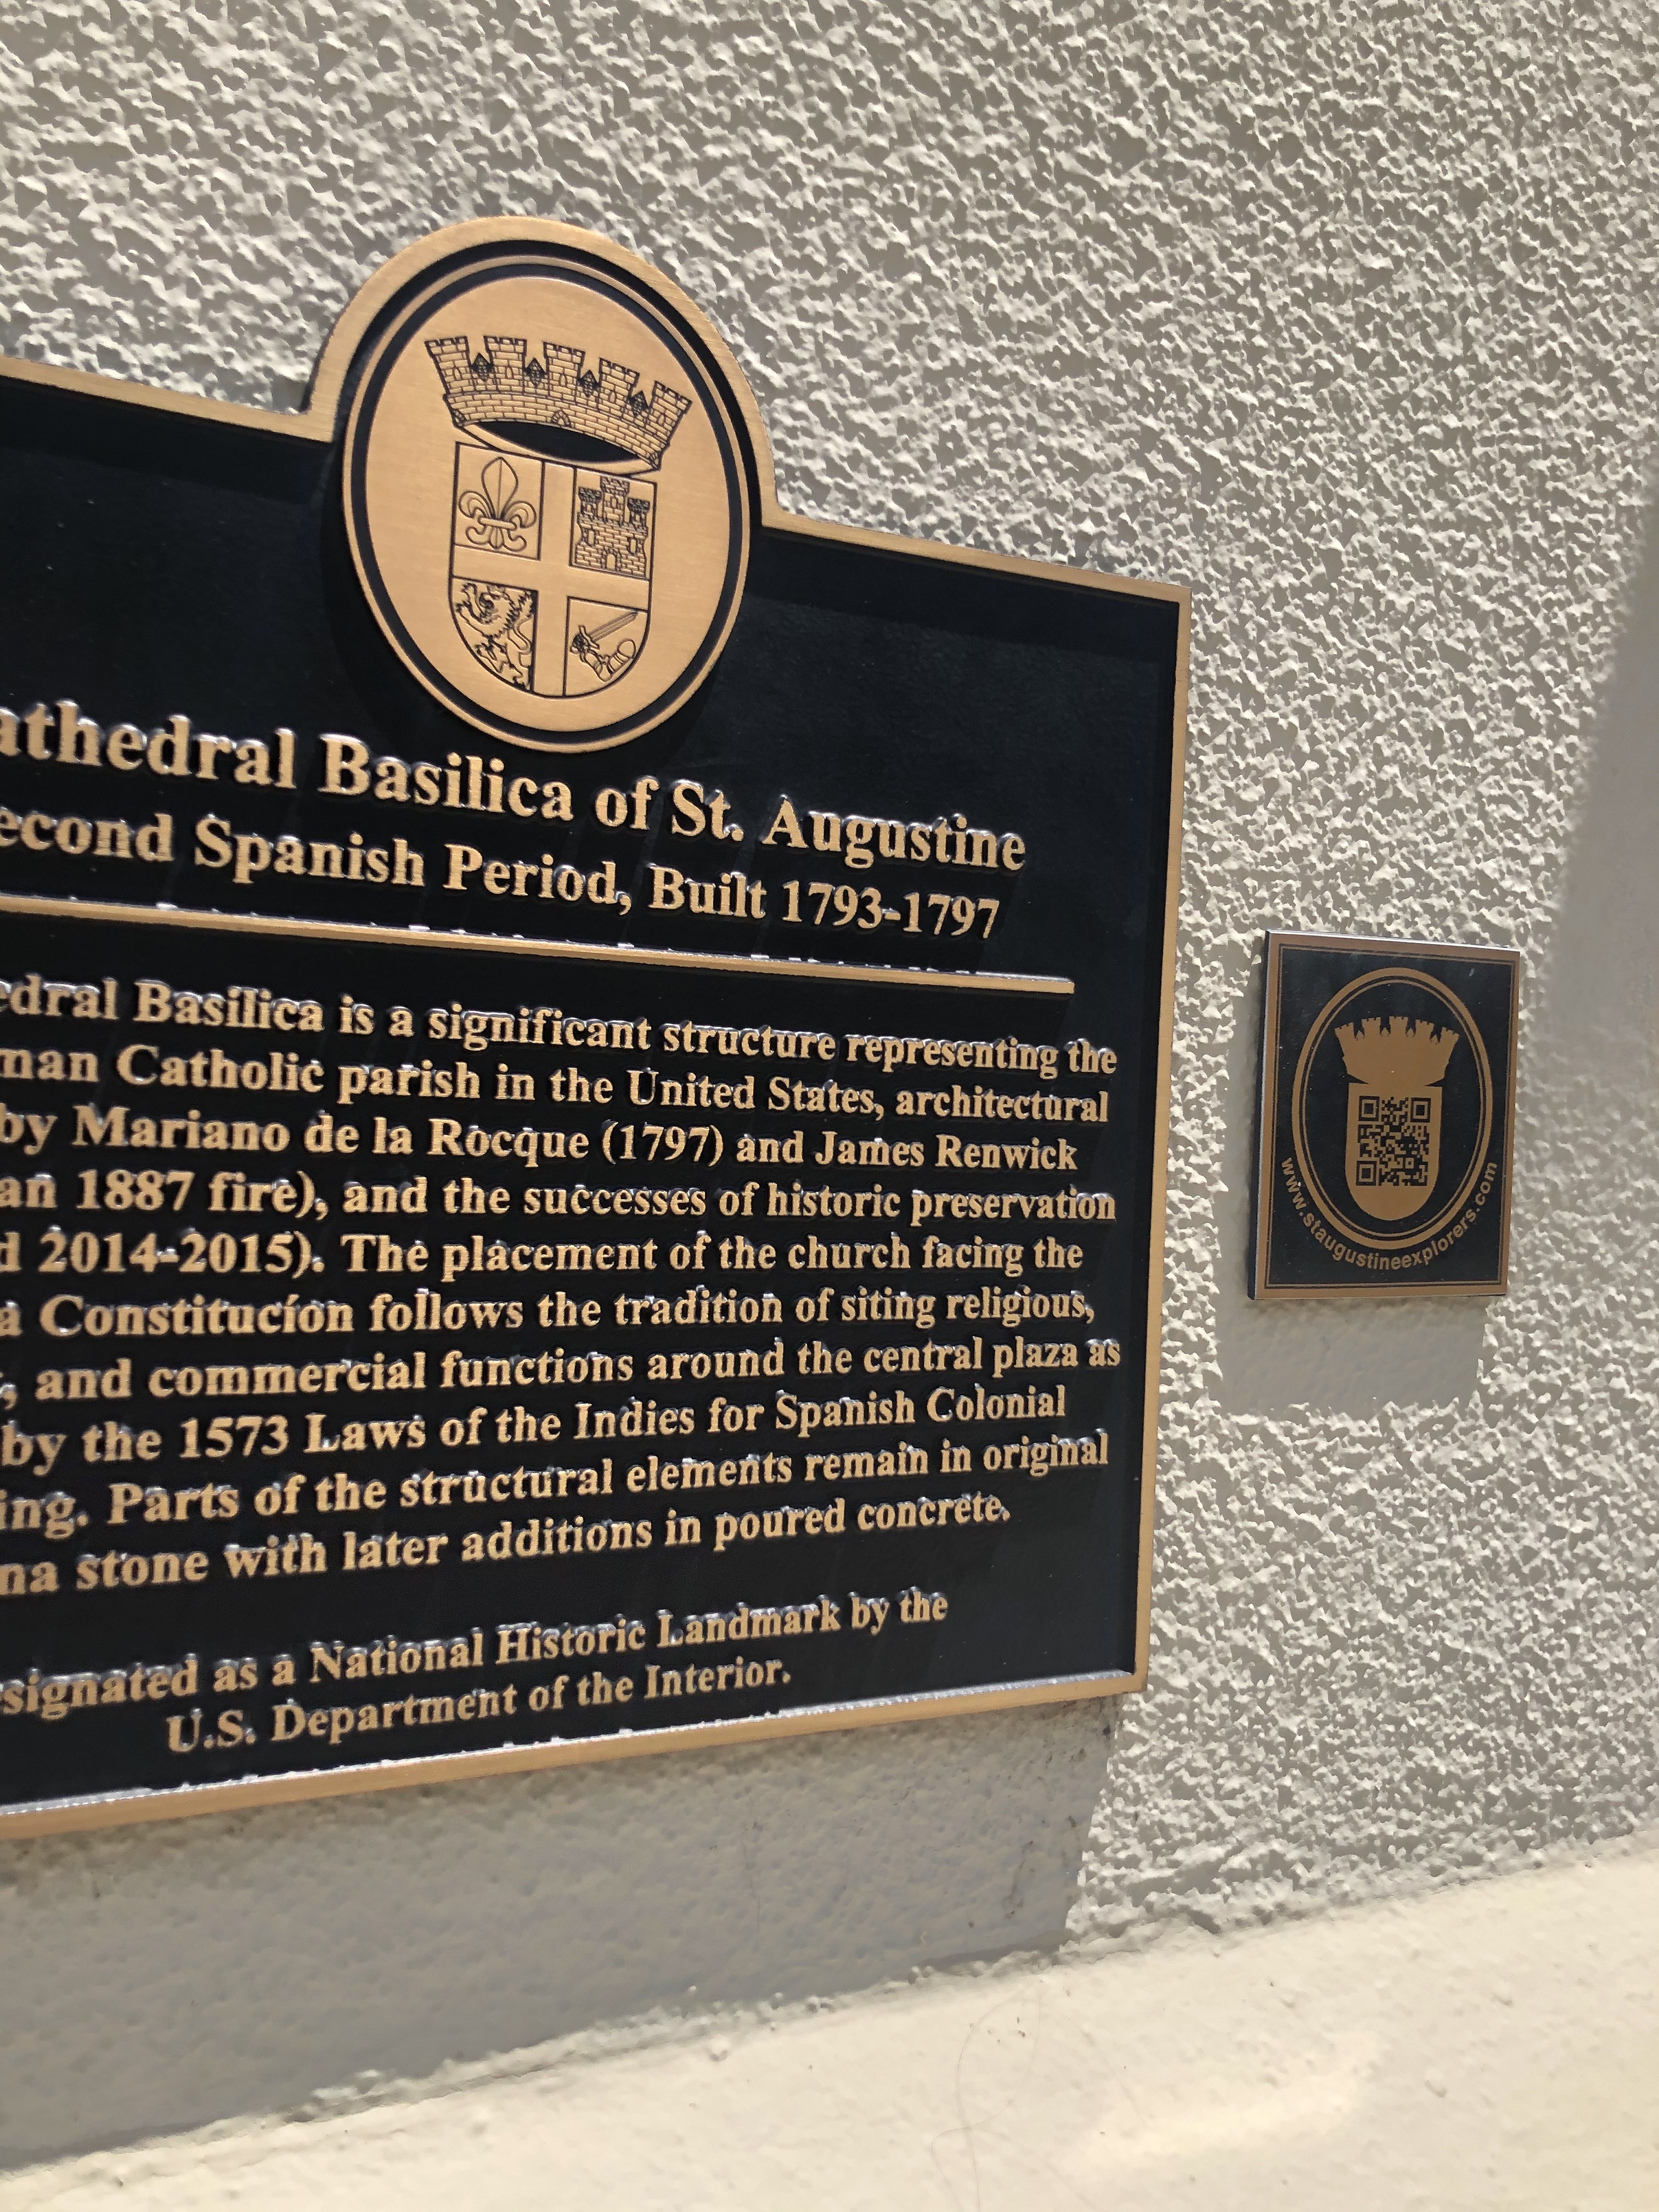 athedral Basilica of St. Augustine
econd Spanish Period, Built 1793-1797
edral Basilica is a significant structure representing the
man Catholic parish in the United States, architectural
by Mariano de la Rocque (1797) and James Renwick
an 1887 fire), and the successes of historic preservation
d 2014-2015). The placement of the church facing the
a Constitucíon follows the tradition of siting religious,
, and commercial functions around the central plaza as
by the 1573 Laws of the Indies for Spanish Colonial
ing. Parts of the structural elements remain in original
na stone with later additions in poured concrete.
signated as a National Historic Landmark by the
U.S. Department of the Interior.
www.staugustineexplorers.com